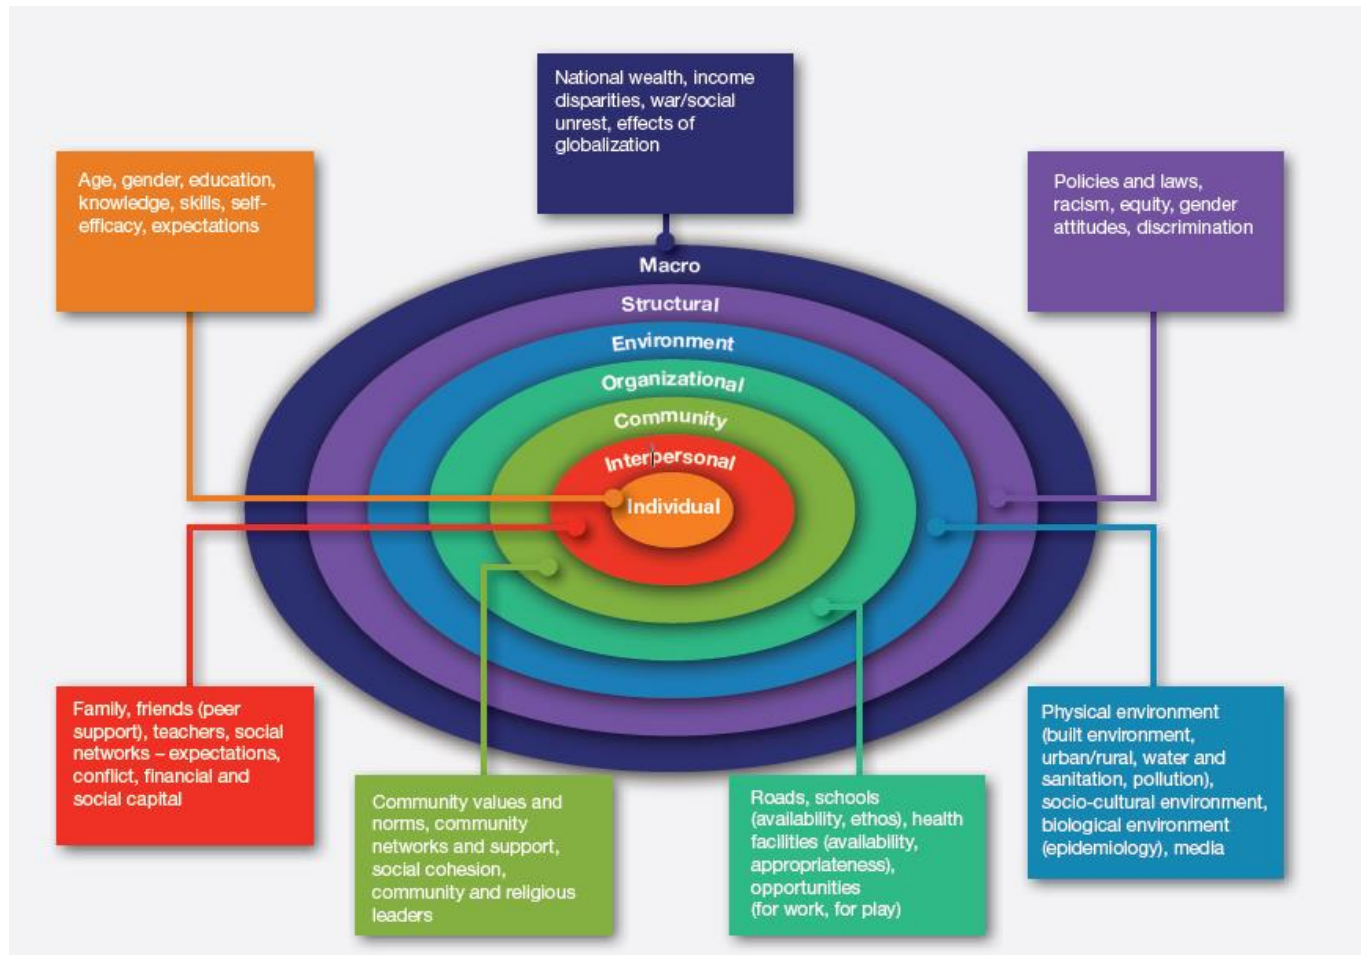 National wealth, income
disparities, war/social
unrest, effects of
globalization
Age, gender, education,
knowledge, skills, self-
efficacy, expectations
Policies and laws,
racism, equity, gender
attitudes, discrimination
Macro
Structural
Environment
Organizational
Community
Interpersonal
Individual
Family, friends (peer
support), teachers, social
networks – expectations,
conflict, financial and
social capital
Community values and
norms, community
networks and support,
social cohesion,
community and religious
leaders
Roads, schools
(availability, ethos), health
facilities (availability,
appropriateness),
opportunities
(for work, for play)
Physical environment
(built environment,
urban/rural, water and
sanitation, pollution),
socio-cultural environment,
biological environment
(epidemiology), media